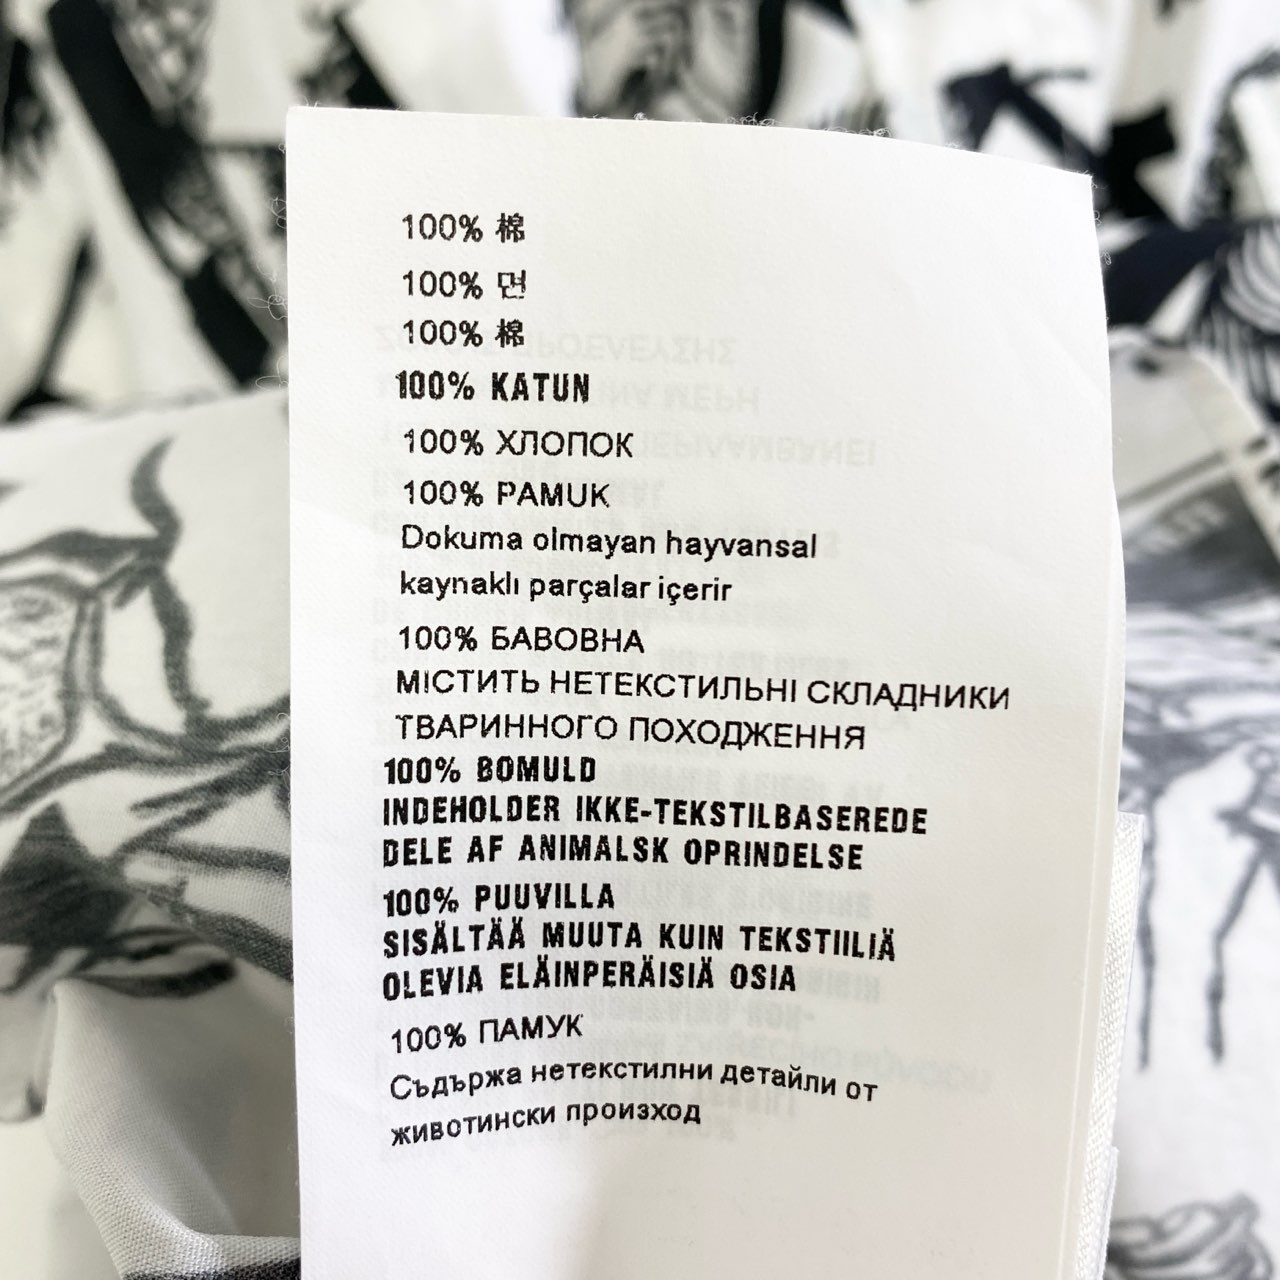 100% 棉
100% 면
100% 棉
100% KATUN
100% ХЛОПОК
100% PAMUK
Dokuma olmayan hayvansal
kaynaklı parçalar içerir
100% БАВОВНА
МІСТИТЬ НЕТЕКСТИЛЬНІ СКЛАДНИКИ
ТВАРИННОГО ПОХОДЖЕННЯ
100% BOMULD
INDEHOLDER IKKE-TEKSTILBASEREDE
DELE AF ANIMALSK OPRINDELSE
100% PUUVILLA
SISÄLTÄÄ MUUTA KUIN TEKSTIILIÄ
OLEVIA ELÄINPERÄISIÄ OSIA
100% ПАМУК
Съдържа нетекстилни детайли от
животински произход